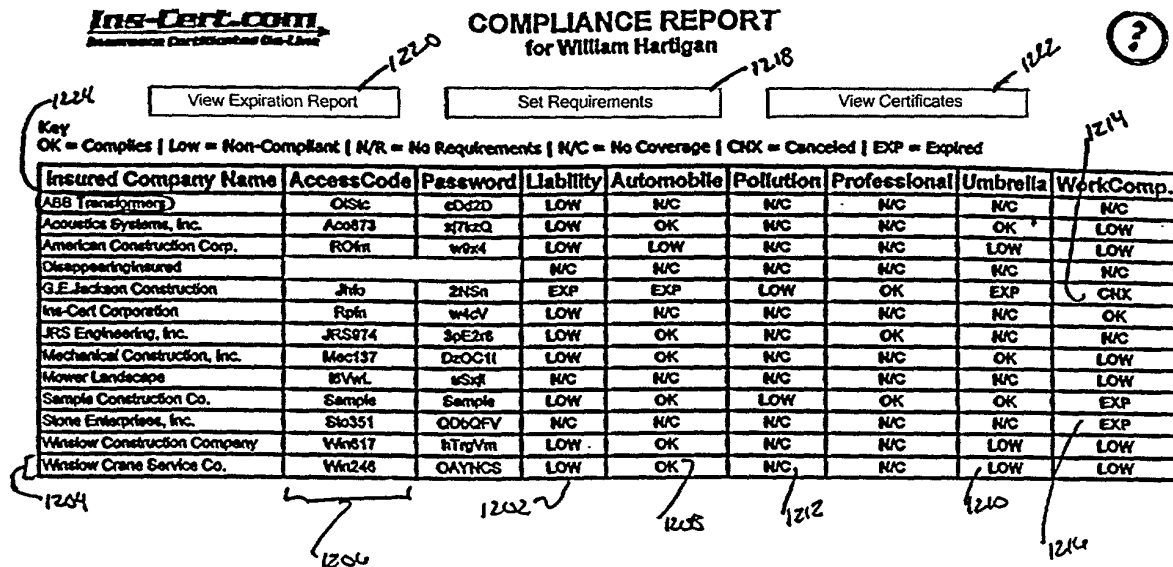 Ins-Cert.com
Insurance Certificates On-Line
COMPLIANCE REPORT
for William Hartigan
?
1220
1218
1222
1224
View Expiration Report
Set Requirements
View Certificates
1214
Key
OK = Complies | Low = Non-Compliant | N/R = No Requirements | N/C = No Coverage | CNX = Canceled | EXP = Expired
Insured Company Name AccessCode Password Liability Automobile Pollution Professional Umbrella WorkComp.
ABB Transformers LOW N/C N/C N/C N/C N/C
Acoustics Systems, Inc. Aco873 LOW OK N/C N/C OK LOW
American Construction Corp. w9x4 LOW LOW N/C N/C LOW LOW
Disappearinginsured N/C N/C N/C N/C N/C N/C
G.E.Jackson Construction 2NSn EXP EXP LOW OK EXP CNX
Ins-Cert Corporation w4cV LOW N/C N/C N/C N/C OK
JRS Engineering, Inc. JRS974 3pE2r6 LOW OK N/C OK N/C N/C
Mechanical Construction, Inc. Mec137 LOW OK N/C N/C OK LOW
Mower Landscape N/C N/C N/C N/C N/C LOW
Sample Construction Co. Sample Sample LOW OK LOW OK OK EXP
Stone Enterprises, Inc. Sto351 QDbQFV N/C N/C N/C N/C N/C EXP
Winslow Construction Company Win617 hTrgVm LOW OK N/C N/C LOW LOW
Winslow Crane Service Co. Win246 OAYNCS LOW OK N/C N/C LOW LOW
1204
1206
1202
1208
1212
1210
1216